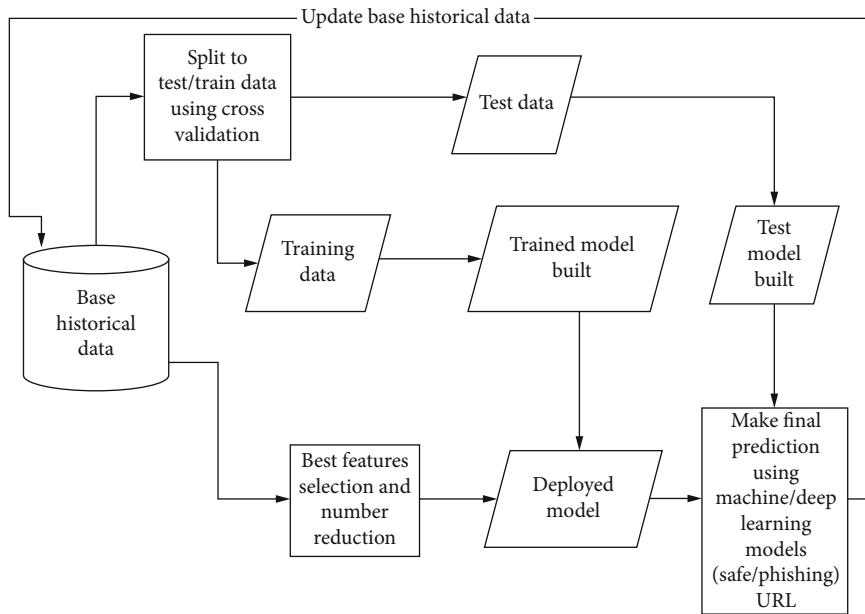 Update base historical data
Split to
test/train data
using cross
validation
Test data
Training
data
Trained model
built
Test
model
built
Base
historical
data
Best features
selection and
number
reduction
Deployed
model
Make final
prediction
using
machine/deep
learning
models
(safe/phishing)
URL